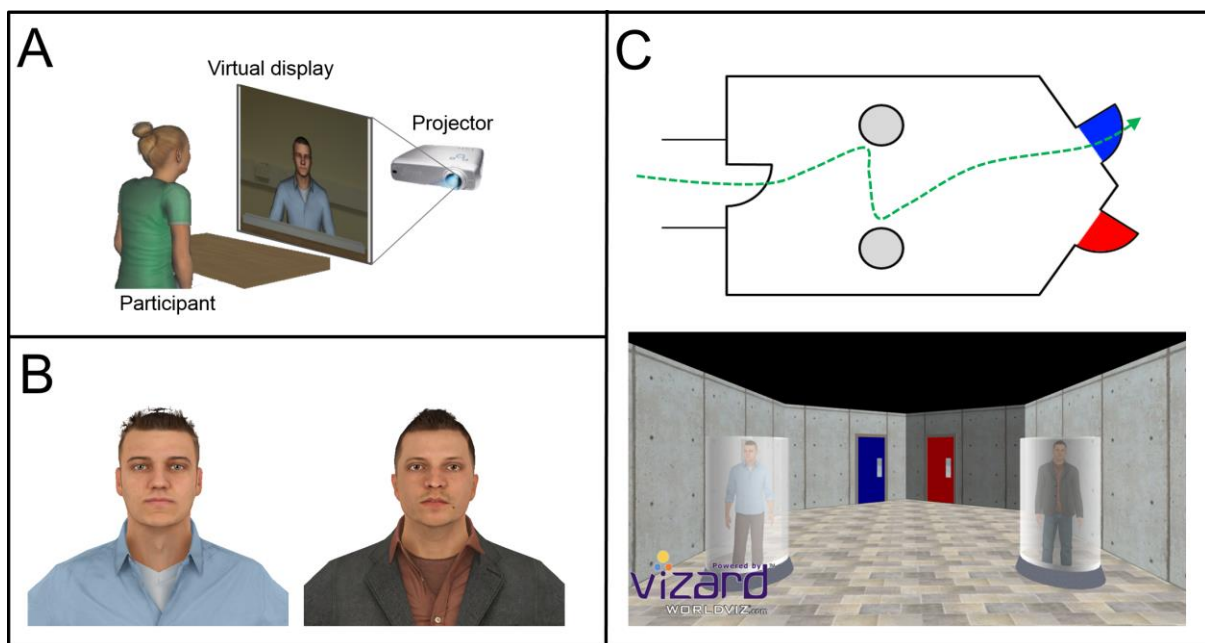 A
Virtual display
Projector
Participant
B
C
Powered by
vizard
WORLDVIZ.com